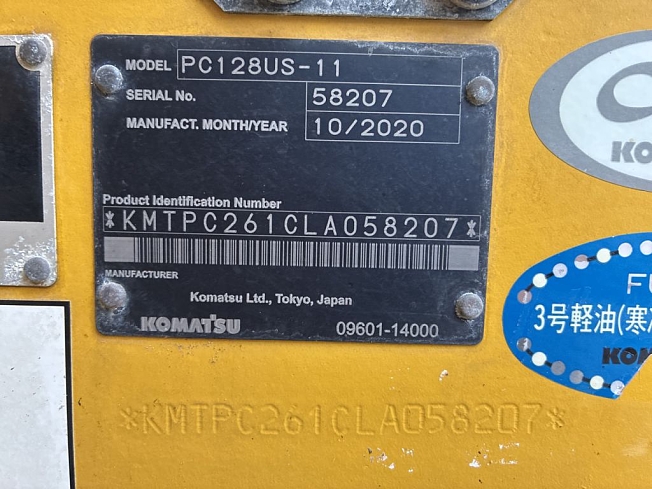 MODEL PC128US-11
SERIAL No. 58207
MANUFACT. MONTH/YEAR 10/2020
Product Identification Number
*KMTPC261CLA058207*
MANUFACTURER
Komatsu Ltd., Tokyo, Japan
KOMATSU 09601-14000
*KMTPC261CLA058207*
3号軽油(寒